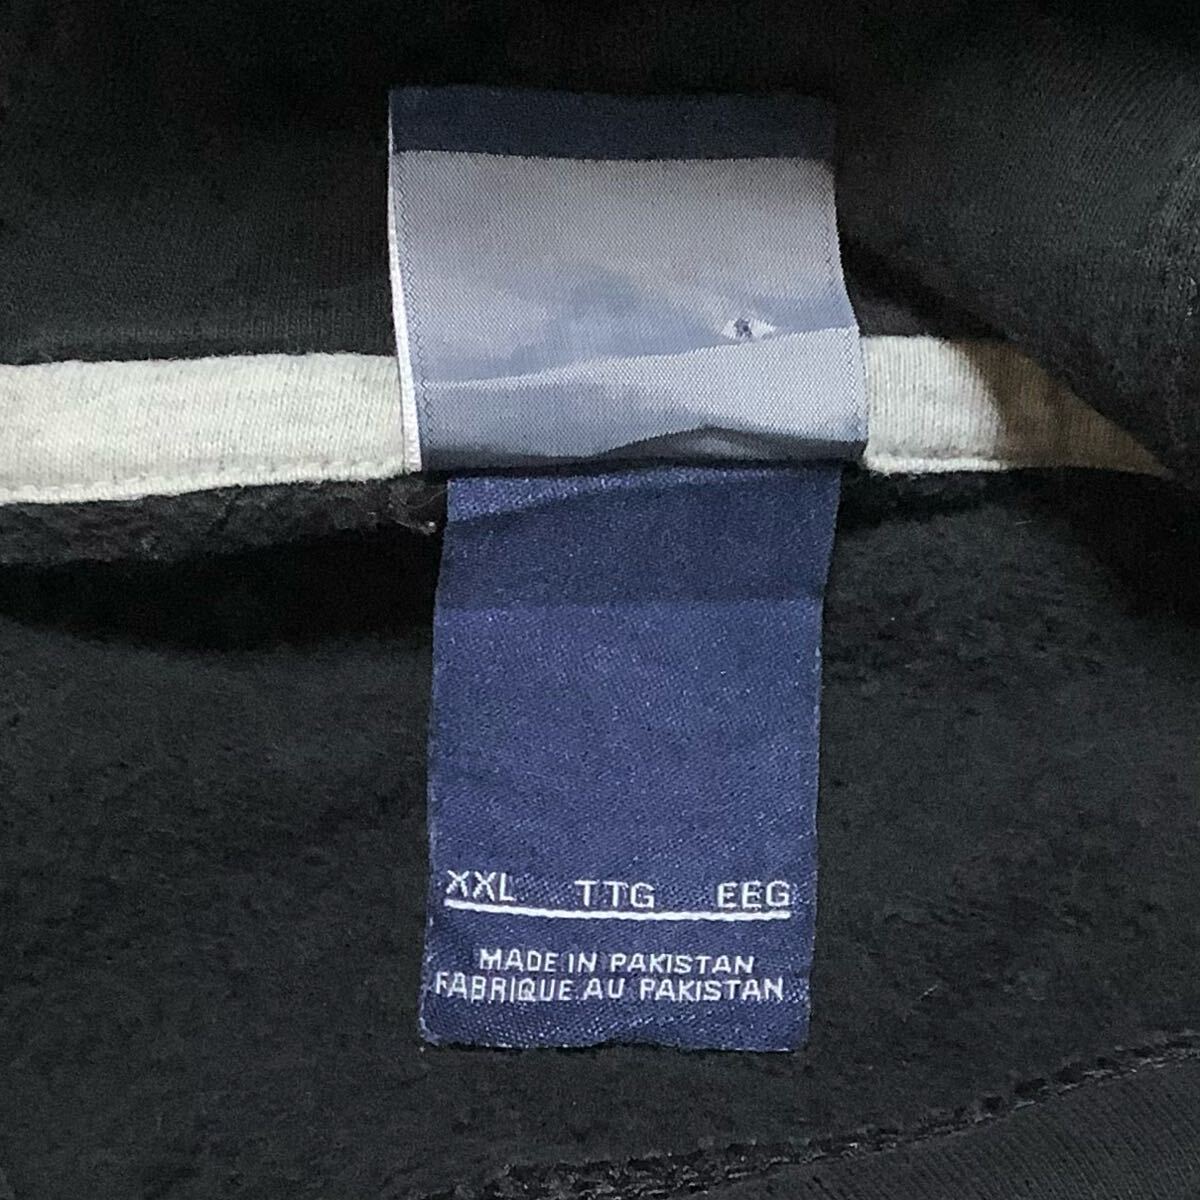 XXL TTG EEG
MADE IN PAKISTAN
FABRIQUE AU PAKISTAN